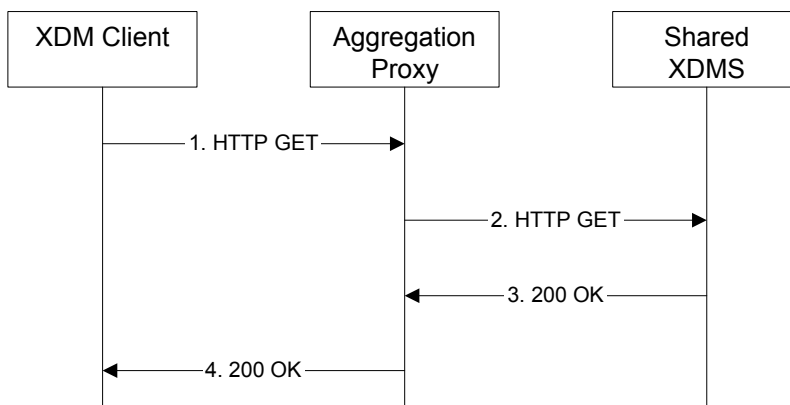 XDM Client
Aggregation
Proxy
Shared
XDMS
1. HTTP GET
2. HTTP GET
3. 200 OK
4. 200 OK